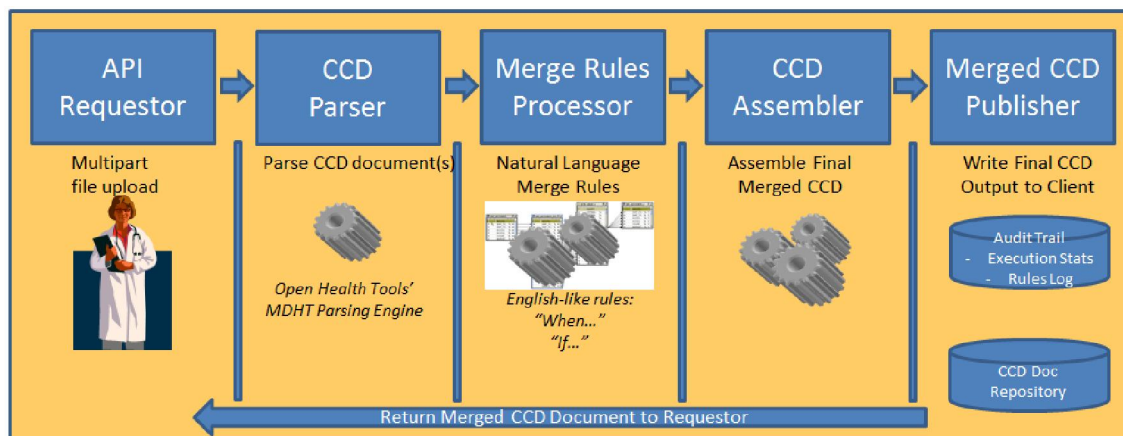 API
Requestor
CCD
Parser
Merge Rules
Processor
CCD
Assembler
Merged CCD
Publisher
Multipart
file upload
Parse CCD document(s)
Natural Language
Merge Rules
Assemble Final
Merged CCD
Write Final CCD
Output to Client
Open Health Tools’
MDHT Parsing Engine
English-like rules:
“When...”
“If...”
Audit Trail
- Execution Stats
- Rules Log
CCD Doc
Repository
Return Merged CCD Document to Requestor